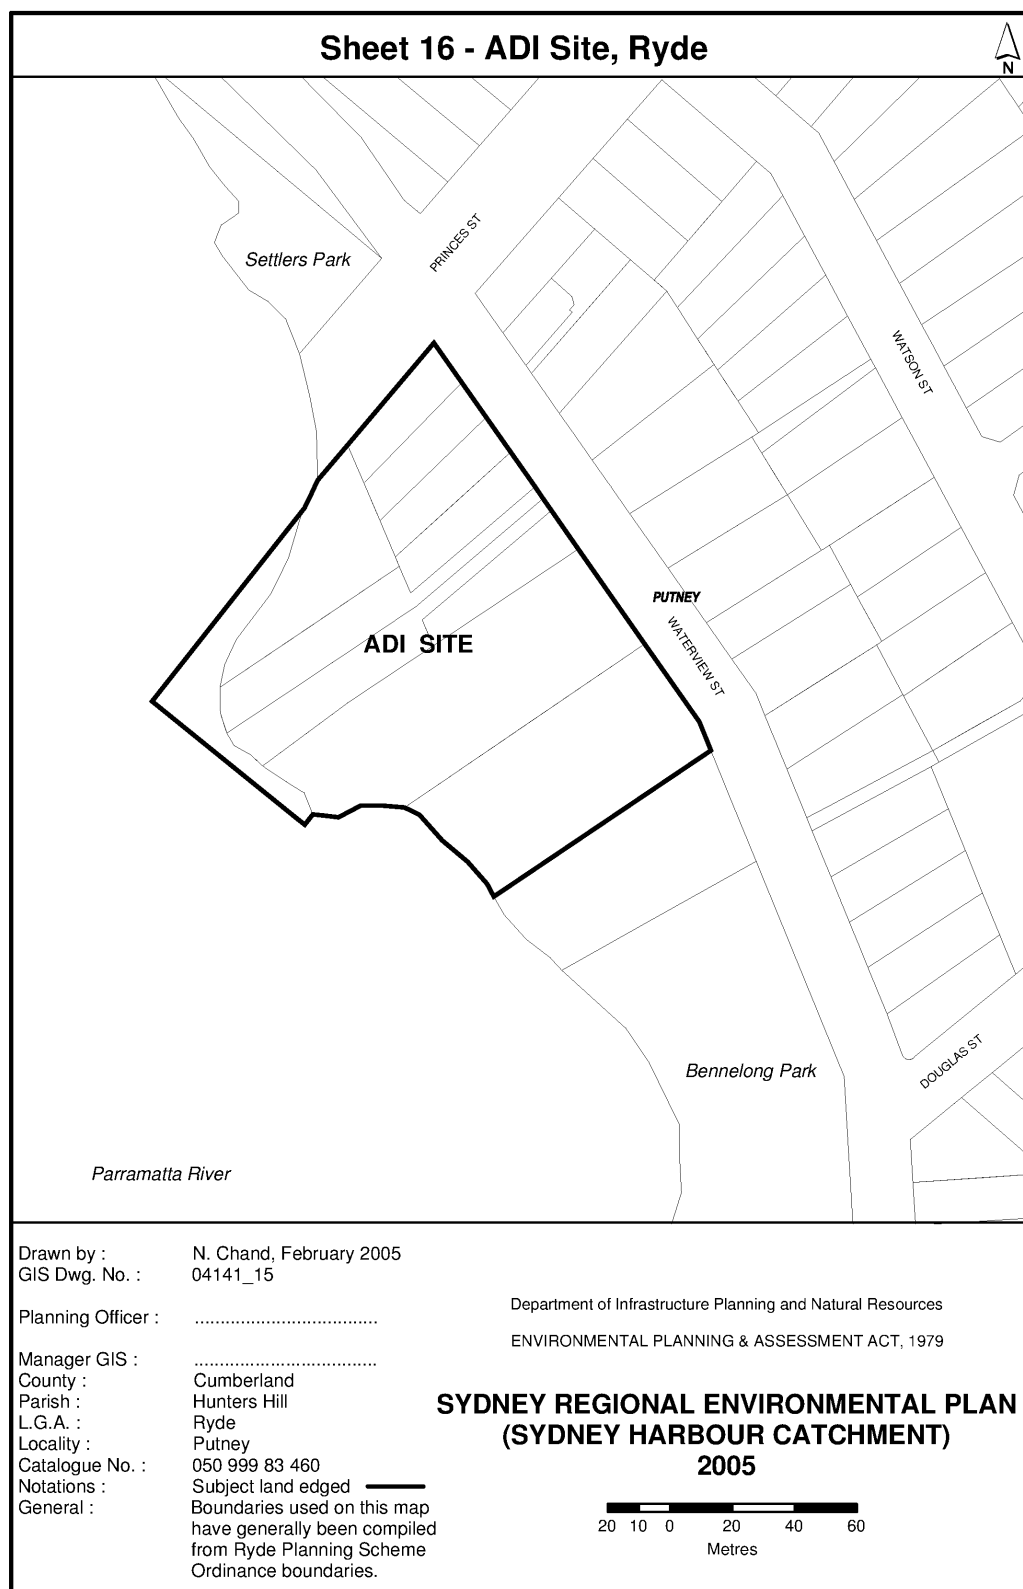 Sheet 16 - ADI Site, Ryde
N
PRINCES ST
Settlers Park
WATSON ST
PUTNEY
WATERVIEW ST
ADI SITE
DOUGLAS ST
Bennelong Park
Parramatta River
Drawn by : N. Chand, February 2005
GIS Dwg. No. : 04141_15
Planning Officer : ....................................
Manager GIS : ....................................
County : Cumberland
Parish : Hunters Hill
L.G.A. : Ryde
Locality : Putney
Catalogue No. : 050 999 83 460
Notations : Subject land edged
General : Boundaries used on this map
have generally been compiled
from Ryde Planning Scheme
Ordinance boundaries.
Department of Infrastructure Planning and Natural Resources
ENVIRONMENTAL PLANNING & ASSESSMENT ACT, 1979
SYDNEY REGIONAL ENVIRONMENTAL PLAN
(SYDNEY HARBOUR CATCHMENT)
2005
20 10 0 20 40 60
Metres